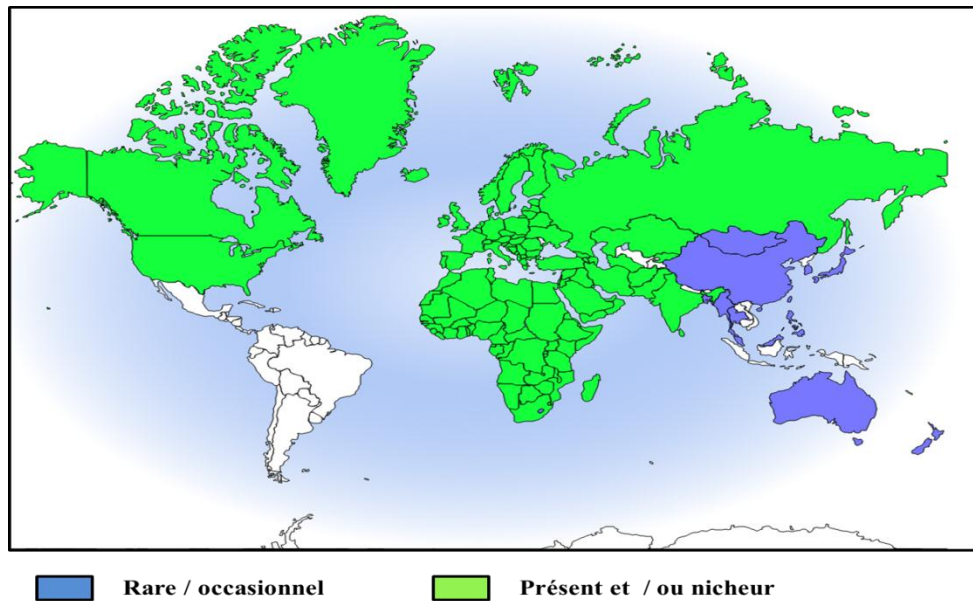 Rare / occasionnel
Présent et / ou nicheur